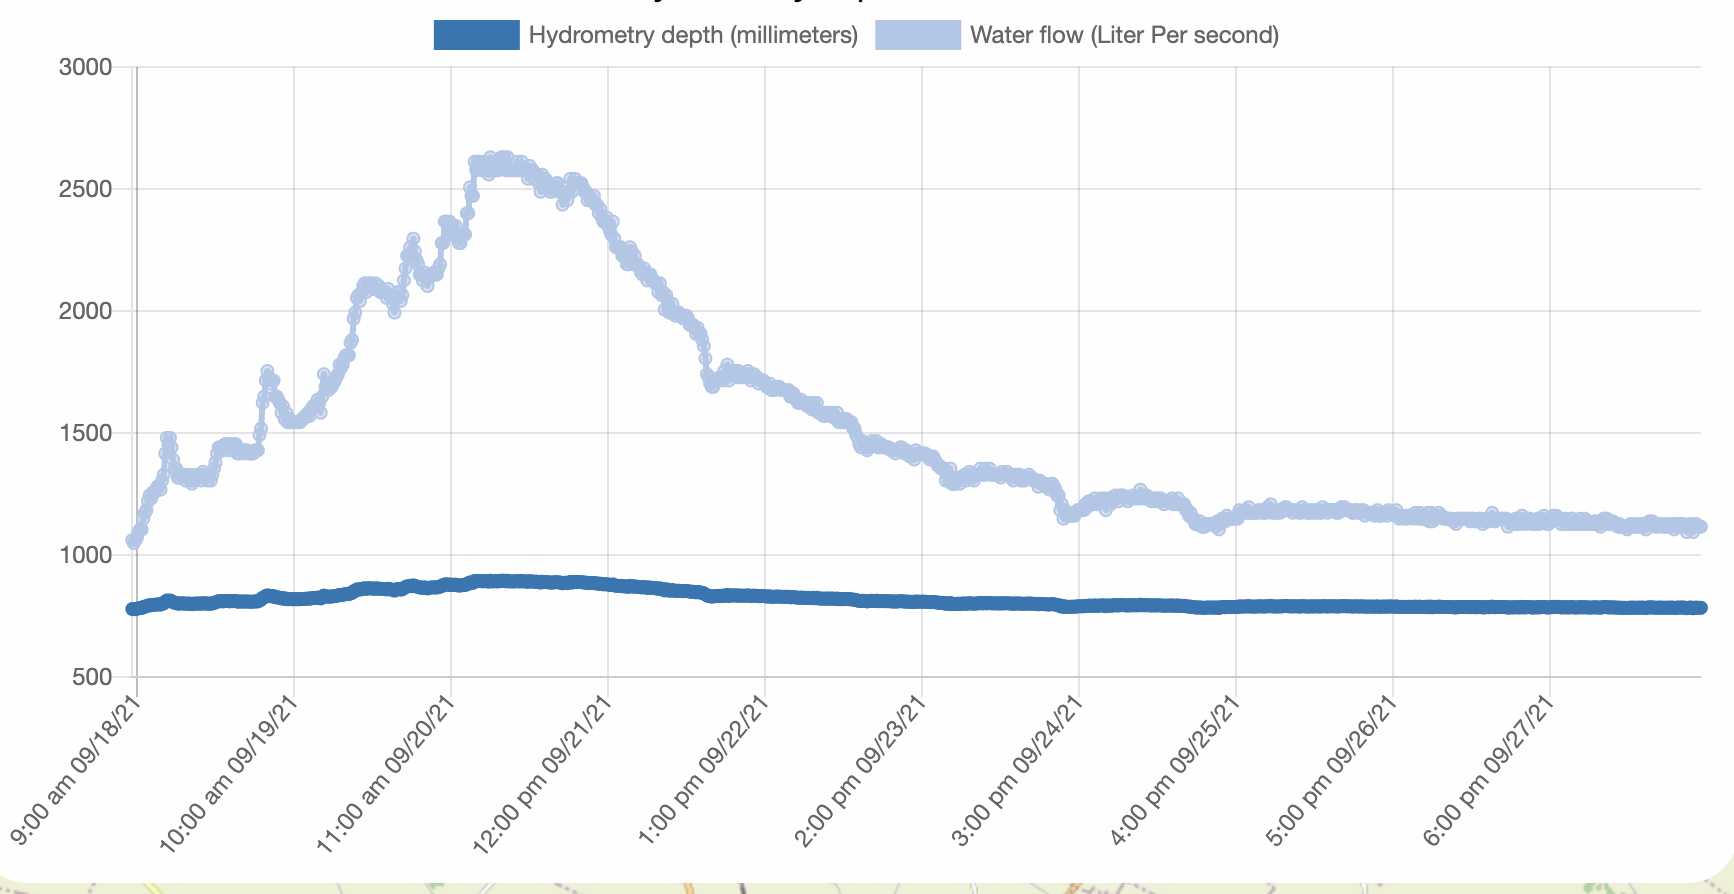 Hydrometry depth (millimeters) Water flow (Liter Per second)
3000
2500
2000
1500
1000
500
9:00 am 09/18/21
10:00 am 09/19/21
11:00 am 09/20/21
12:00 pm 09/21/21
1:00 pm 09/22/21
2:00 pm 09/23/21
3:00 pm 09/24/21
4:00 pm 09/25/21
5:00 pm 09/26/21
6:00 pm 09/27/21